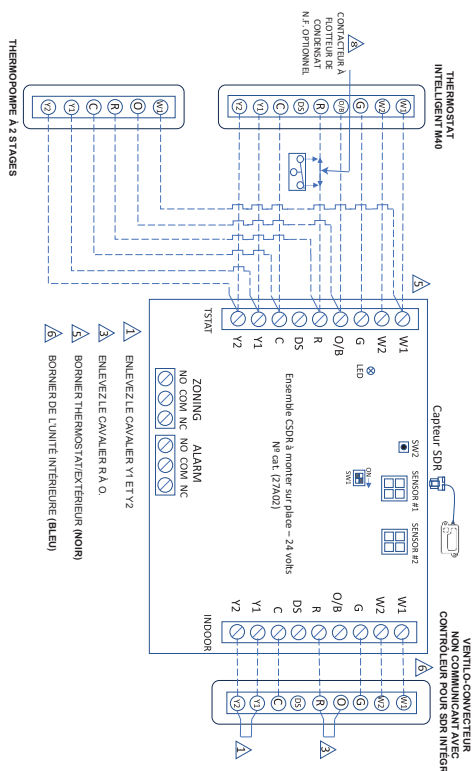 THERMOSTAT
INTELLIGENT M40
W1
W2
G
O/B
R
DS
C
Y1
Y2
8
CONTACTEUR À
FLOTTEUR DE
CONDENSAT
N.F. OPTIONNEL
THERMOPOMPE À 2 STAGES
W1
O
R
C
Y1
Y2
5
TSTAT
W1
W2
G
O/B
R
DS
C
Y1
Y2
LED
Capteur SDR
SW2
SENSOR #1
SENSOR #2
ON
SW1
Ensemble CSDR à monter sur place – 24 volts
Nº cat. (27A02)
ZONING
NO COM NC
ALARM
NO COM NC
INDOOR
W1
W2
G
O/B
R
DS
C
Y1
Y2
VENTILO-CONVECTEUR
NON COMMUNICANT AVEC
CONTRÔLEUR POUR SDR INTÉGR
6
W1
W2
G
O
R
DS
C
Y1
Y2
3
1
1 ENLEVEZ LE CAVALIER Y1 ET Y2
3 ENLEVEZ LE CAVALIER R À O.
5 BORNIER THERMOSTAT/EXTÉRIEUR (NOIR)
6 BORNIER DE L'UNITÉ INTÉRIEURE (BLEU)